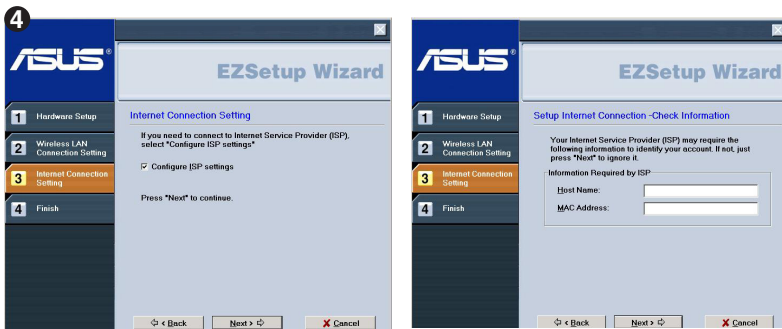 4
ASUS®
EZSetup Wizard
1 Hardware Setup
2 Wireless LAN
Connection Setting
3 Internet Connection
Setting
4 Finish
Internet Connection Setting
If you need to connect to Internet Service Provider (ISP),
select "Configure ISP settings"
Configure ISP settings
Press "Next" to continue.
< Back
Next >
Cancel
ASUS®
EZSetup Wizard
1 Hardware Setup
2 Wireless LAN
Connection Setting
3 Internet Connection
Setting
4 Finish
Setup Internet Connection -Check Information
Your Internet Service Provider (ISP) may require the
following information to identify your account. If not, just
press "Next" to ignore it.
Information Required by ISP
Host Name:
MAC Address:
< Back
Next >
Cancel